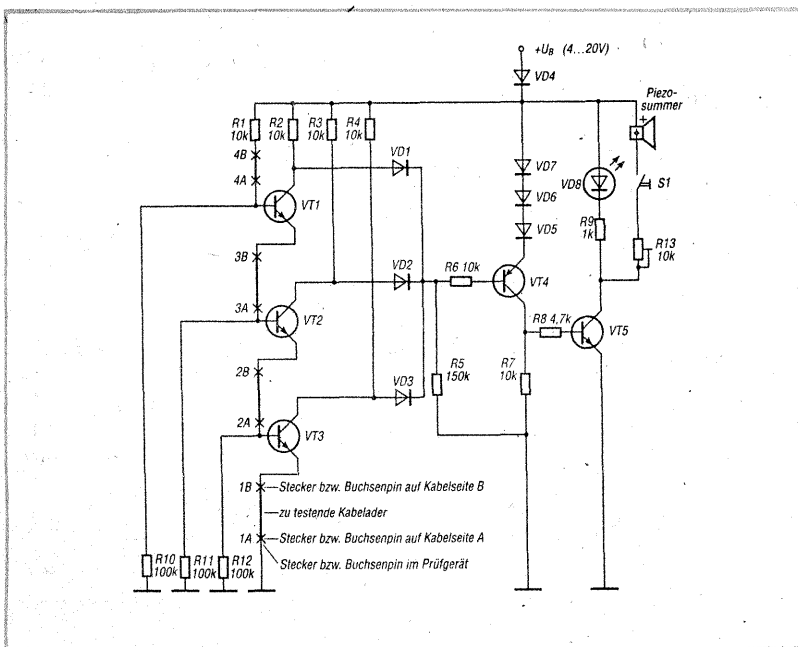 +UB (4...20V)
VD4
Piezo-
summer
+
R1
10k
R2
10k
R3
10k
R4
10k
4B
4A
VD1
VT1
VD7
VD6
VD5
VD8
S1
R9
1k
R13
10k
3B
3A
VD2
R6 10k
VT4
VT2
R8 4,7k
VT5
2B
2A
R5
150k
R7
10k
VD3
VT3
1B
Stecker bzw. Buchsenpin auf Kabelseite B
zu testende Kabelader
1A
Stecker bzw. Buchsenpin auf Kabelseite A
Stecker bzw. Buchsenpin im Prüfgerät
R10
100k
R11
100k
R12
100k